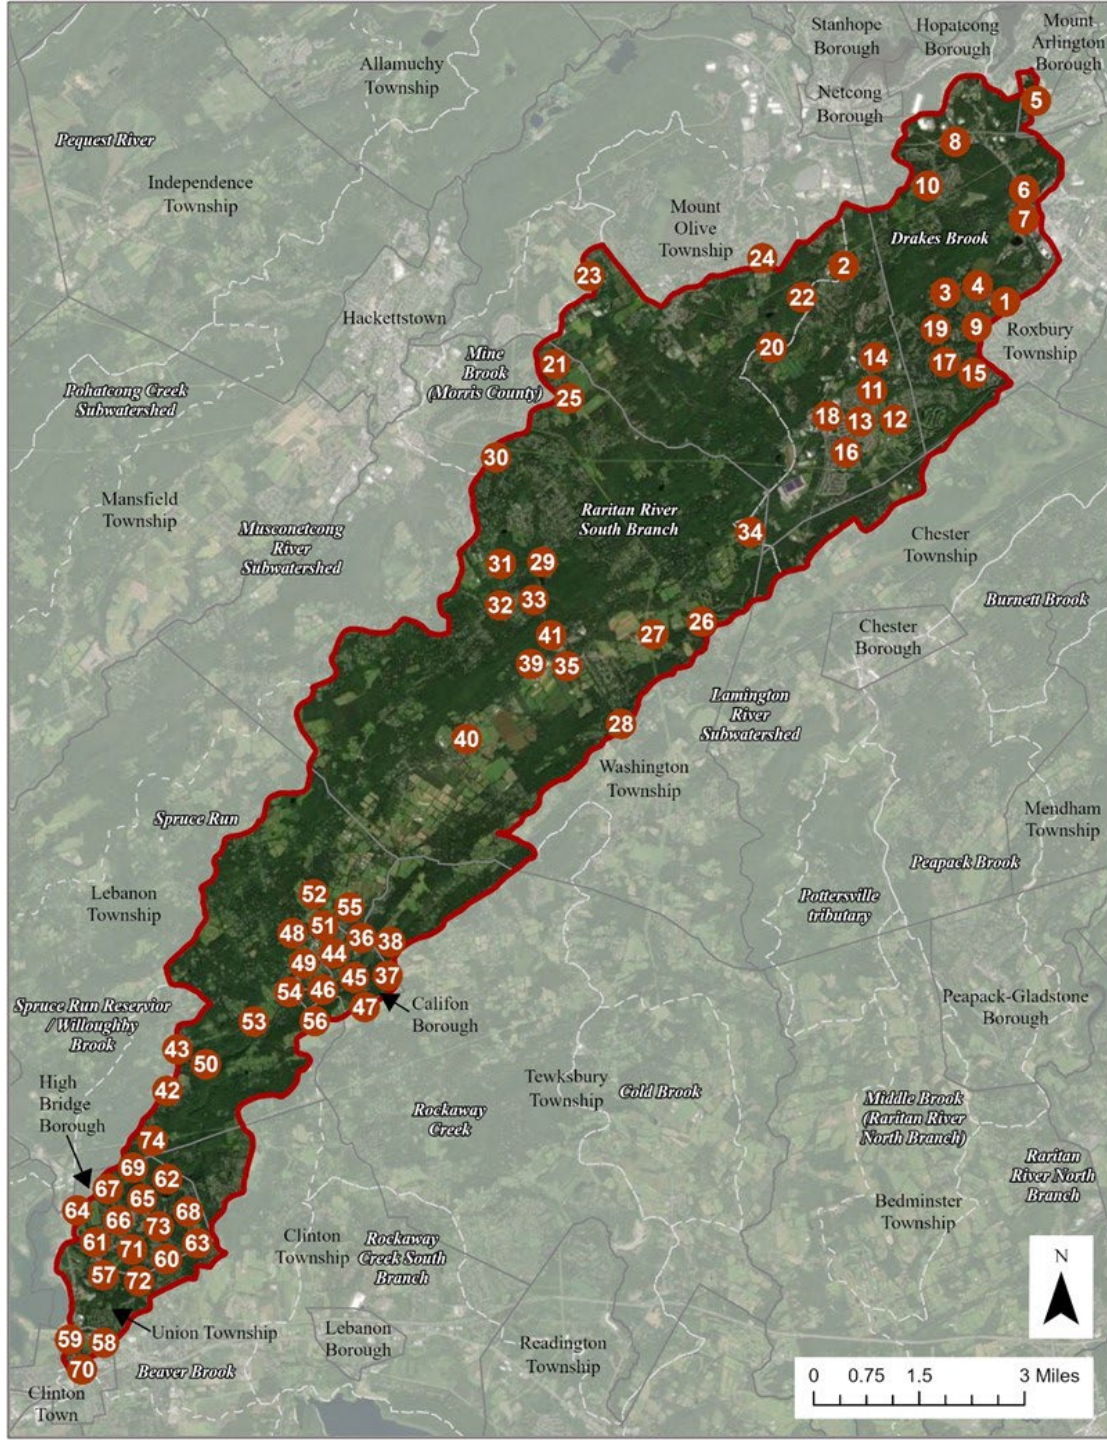 Stanhope
Borough
Hopatcong
Borough
Mount
Arlington
Borough
Allamuchy
Township
Netcong
Borough
5
Pequest River
8
Independence
Township
10
6
Mount
Olive
Township
7
Drakes Brook
24
2
23
22
4
3
1
Hackettstown
19
9
Roxbury
Township
20
Mine
Brook
(Morris County)
21
14
17
15
Pohatcong Creek
Subwatershed
25
11
18
13
12
16
30
Mansfield
Township
Raritan River
South Branch
Musconetcong
River
Subwatershed
34
Chester
Township
31
29
32
33
Burnett Brook
26
27
Chester
Borough
41
39
35
Lamington
River
Subwatershed
28
40
Washington
Township
Spruce Run
Mendham
Township
Peapack Brook
Lebanon
Township
52
55
Pottersville
tributary
51
48
36
38
44
49
45
37
46
54
47
Califon
Borough
Spruce Run Reservior
/Willoughby
Brook
Peapack-Gladstone
Borough
53
56
43
50
High
Bridge
Borough
42
Tewksbury
Township
Cold Brook
Rockaway
Creek
Middle Brook
(Raritan River
North Branch)
74
69
62
67
65
Raritan
River North
Branch
64
68
66
73
Bedminster
Township
61
71
60
63
Clinton
Township
Rockaway
Creek South
Branch
57
72
N
Union Township
Lebanon
Borough
59
58
Readington
Township
70
Beaver Brook
Clinton
Town
0 0.75 1.5 3 Miles